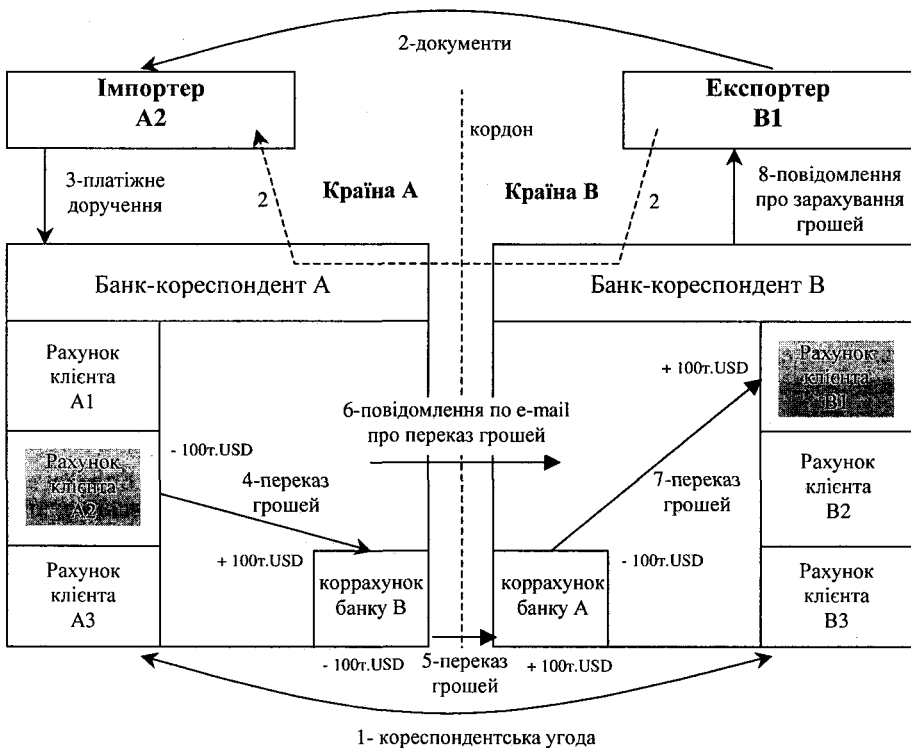 2-документи
Імпортер
А2
Експортер
В1
кордон
3-платіжне
доручення
2
Країна А
Країна В
2
8-повідомлення
про зарахування
грошей
Банк-кореспондент А
Банк-кореспондент В
Рахунок
клієнта
А1
+ 100т.USD
Рахунок
клієнта
В1
6-повідомлення по e-mail
про переказ грошей
Рахунок
клієнта
А2
- 100т.USD
4-переказ
грошей
7-переказ
грошей
Рахунок
клієнта
В2
Рахунок
клієнта
А3
+ 100т.USD
коррахунок
банку В
коррахунок
банку А
- 100т.USD
Рахунок
клієнта
В3
- 100т.USD
5-переказ
грошей
+ 100т.USD
1- кореспондентська угода